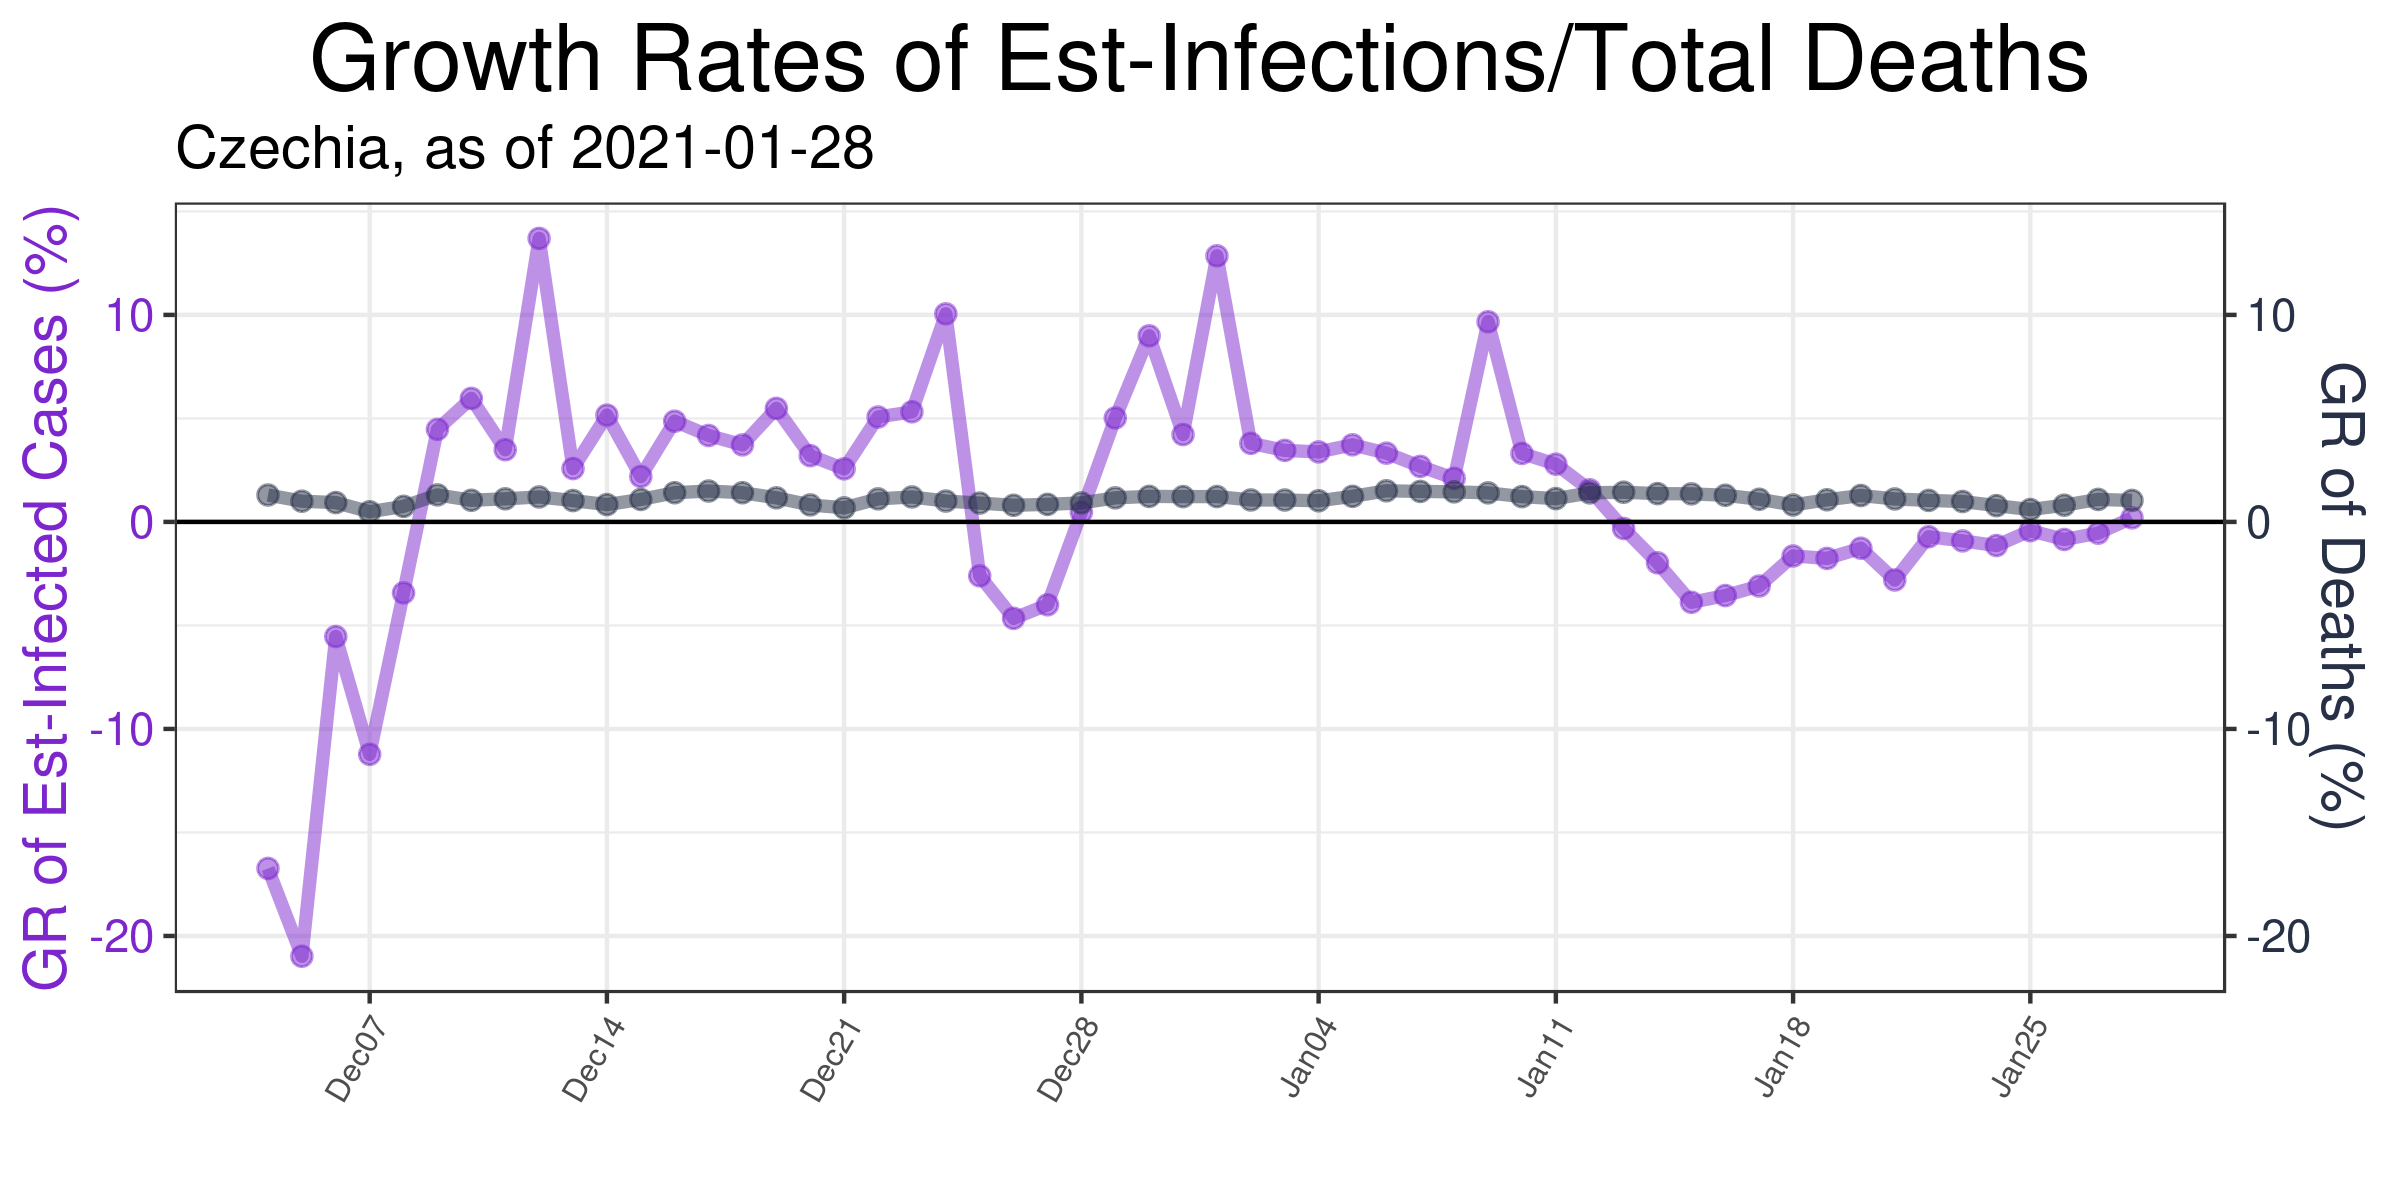 Growth Rates of Est-Infections/Total Deaths
Czechia, as of 2021-01-28
GR of Est-Infected Cases (%)
10
0
-10
-20
10
0
-10
-20
GR of Deaths (%)
Dec07
Dec14
Dec21
Dec28
Jan04
Jan11
Jan18
Jan25